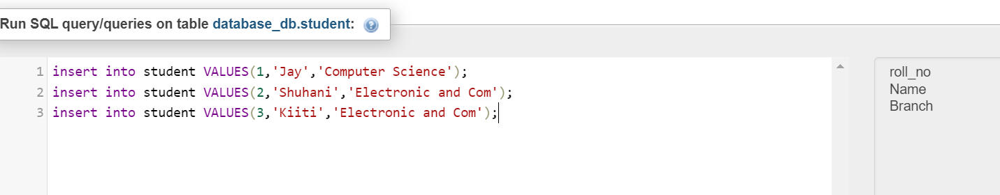 Run SQL query/queries on table database_db.student:
1 insert into student VALUES(1,'Jay','Computer Science');
2 insert into student VALUES(2,'Shuhani','Electronic and Com');
3 insert into student VALUES(3,'Kiiti','Electronic and Com');
roll_no
Name
Branch